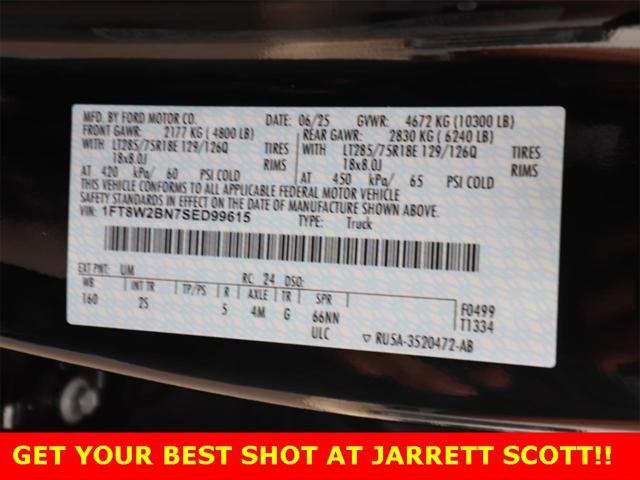 MFD. BY FORD MOTOR CO. DATE: 06/25 GVWR: 4672 KG (10300 LB)
FRONT GAWR: 2177 KG (4800 LB) REAR GAWR: 2830 KG (6240 LB)
WITH LT285/75R18E 129/126Q TIRES WITH LT285/75R18E 129/126Q TIRES
18x8.0J RIMS 18x8.0J RIMS
AT 420 kPa/ 60 PSI COLD AT 450 kPa/ 65 PSI COLD
THIS VEHICLE CONFORMS TO ALL APPLICABLE FEDERAL MOTOR VEHICLE
SAFETY STANDARDS IN EFFECT ON THE DATE OF MANUFACTURE SHOWN ABOVE.
VIN: 1FT8W2BN7SED99615 TYPE: Truck
EXT PNT: UM RC: 24 DSO:
WB INT TR TP/PS R AXLE TR SPR
160 25 5 4M G 66NN
ULC
F0499
T1334
▽ RU5A-3520472-AB
GET YOUR BEST SHOT AT JARRETT SCOTT!!